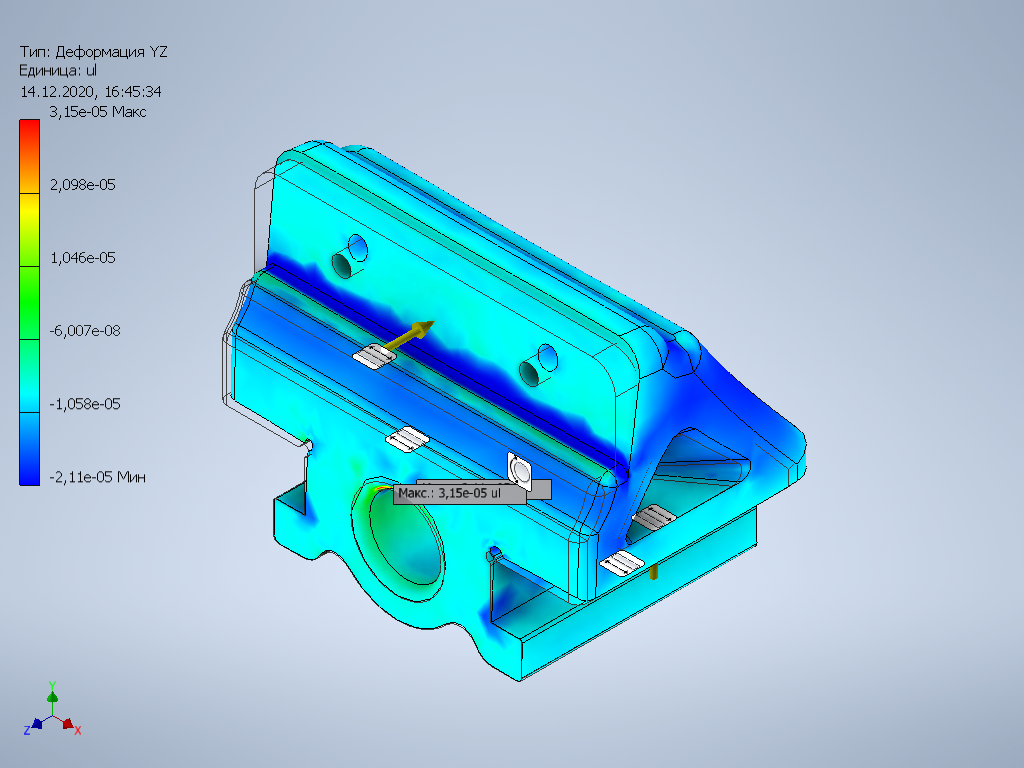 Тип: Деформация YZ
Единица: ul
14.12.2020, 16:45:34
3,15e-05 Макс
2,098e-05
1,046e-05
-6,007e-08
-1,058e-05
-2,11e-05 Мин
Макс.: 3,15e-05 ul
Y
Z
X